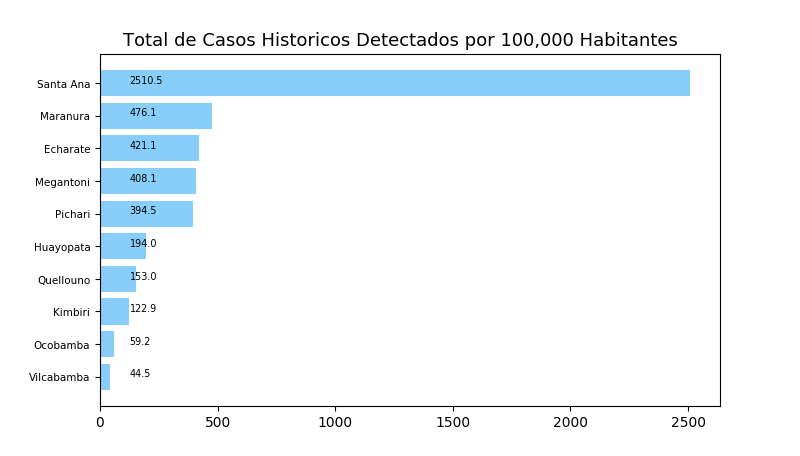 Total de Casos Historicos Detectados por 100,000 Habitantes
Santa Ana 2510.5
Maranura 476.1
Echarate 421.1
Megantoni 408.1
Pichari 394.5
Huayopata 194.0
Quellouno 153.0
Kimbiri 122.9
Ocobamba 59.2
Vilcabamba 44.5
0 500 1000 1500 2000 2500